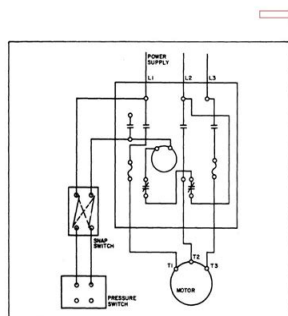 POWER
SUPPLY
L1
L2
L3
SNAP
SWITCH
T1
T2
T3
MOTOR
PRESSURE
SWITCH